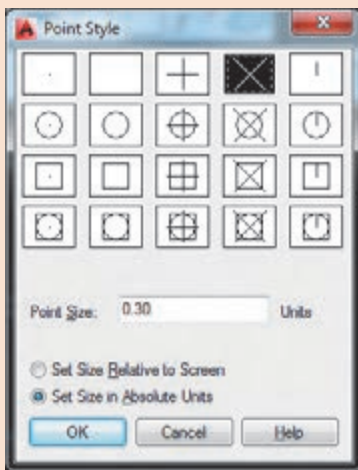 Point Style
Point Size: 0.30 Units
Set Size Relative to Screen
Set Size in Absolute Units
OK Cancel Help